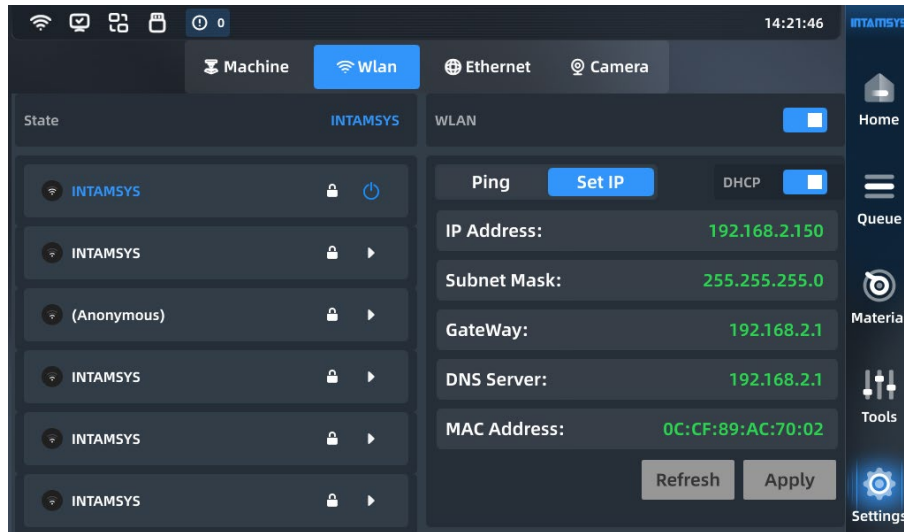 0
14:21:46
INTAMSYS
Machine
Wlan
Ethernet
Camera
State
INTAMSYS
WLAN
INTAMSYS
INTAMSYS
(Anonymous)
INTAMSYS
INTAMSYS
INTAMSYS
Ping
Set IP
DHCP
IP Address: 192.168.2.150
Subnet Mask: 255.255.255.0
GateWay: 192.168.2.1
DNS Server: 192.168.2.1
MAC Address: 0C:CF:89:AC:70:02
Refresh
Apply
Home
Queue
Materia
Tools
Settings